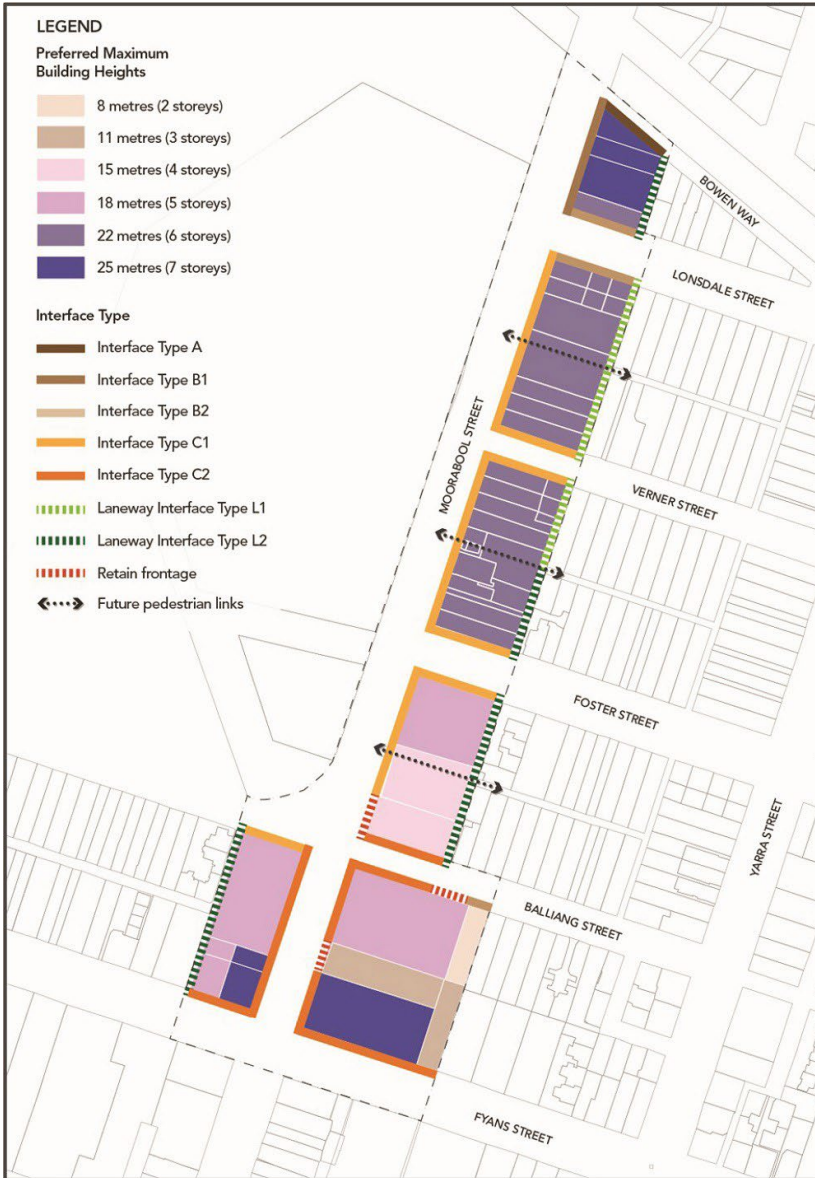 LEGEND
Preferred Maximum
Building Heights
8 metres (2 storeys)
11 metres (3 storeys)
15 metres (4 storeys)
18 metres (5 storeys)
22 metres (6 storeys)
25 metres (7 storeys)
Interface Type
Interface Type A
Interface Type B1
Interface Type B2
Interface Type C1
Interface Type C2
Laneway Interface Type L1
Laneway Interface Type L2
Retain frontage
Future pedestrian links
BOWEN WAY
LONSDALE STREET
MOORABOOL STREET
VERNER STREET
FOSTER STREET
YARRA STREET
BALLIANG STREET
FYANS STREET